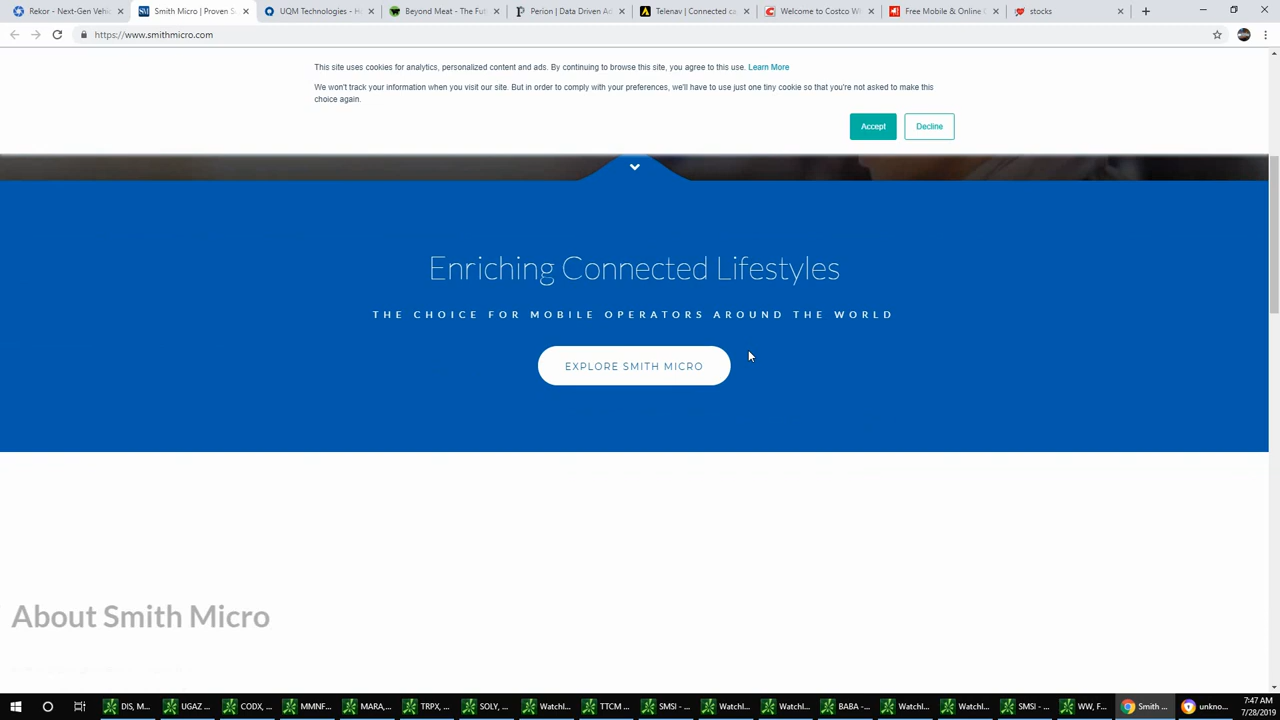 Rekor - Next-Gen Vehic
SM
Smith Micro | Proven S
UQM Technologies - H
Beyond Meat - The Fut
Perion | Data Driven Ad
Telenav | Connected ca
Welcome to Costco W
Free Mobile & Online
stocks
https://www.smithmicro.com
This site uses cookies for analytics, personalized content and ads. By continuing to browse this site, you agree to this use. Learn More
We won't track your information when you visit our site. But in order to comply with your preferences, we'll have to use just one tiny cookie so that you're not asked to make this
choice again.
Accept
Decline
Enriching Connected Lifestyles
THE CHOICE FOR MOBILE OPERATORS AROUND THE WORLD
EXPLORE SMITH MICRO
About Smith Micro
DIS, M...
UGAZ ...
CODX, ...
MMNF...
MARA,...
TRPX, ...
SOLY, ...
Watchl...
TTCM ...
SMSI - ...
Watchl...
Watchl...
BABA -...
Watchl...
Watchl...
SMSI - ...
WW, F...
Smith ...
unkno...
7:47 AM
7/28/2019